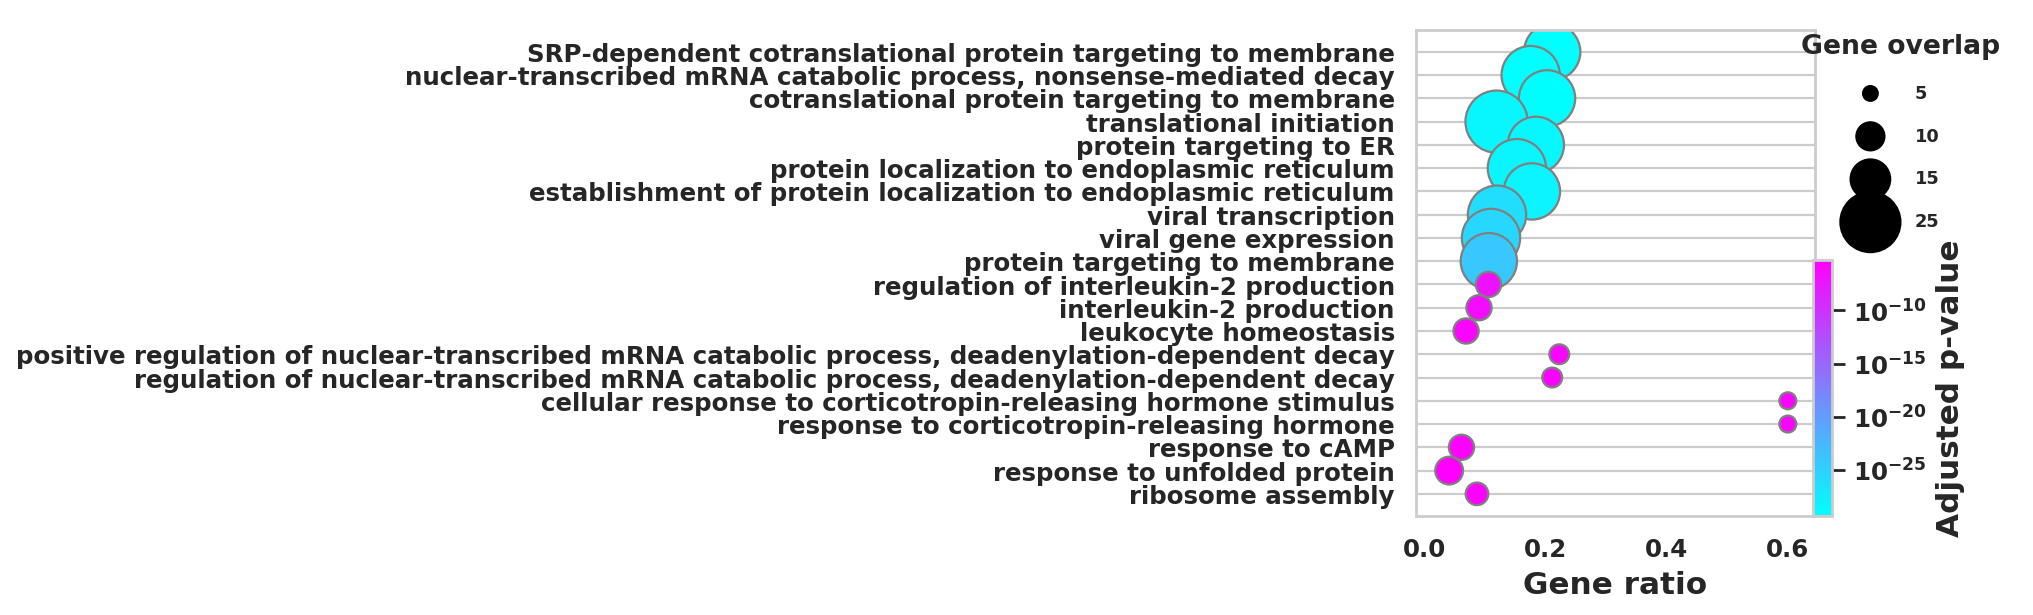 SRP-dependent cotranslational protein targeting to membrane
nuclear-transcribed mRNA catabolic process, nonsense-mediated decay
cotranslational protein targeting to membrane
translational initiation
protein targeting to ER
protein localization to endoplasmic reticulum
establishment of protein localization to endoplasmic reticulum
viral transcription
viral gene expression
protein targeting to membrane
regulation of interleukin-2 production
interleukin-2 production
leukocyte homeostasis
positive regulation of nuclear-transcribed mRNA catabolic process, deadenylation-dependent decay
regulation of nuclear-transcribed mRNA catabolic process, deadenylation-dependent decay
cellular response to corticotropin-releasing hormone stimulus
response to corticotropin-releasing hormone
response to cAMP
response to unfolded protein
ribosome assembly
0.0 0.2 0.4 0.6
Gene ratio
Gene overlap
5
10
15
25
10⁻¹⁰
10⁻¹⁵
10⁻²⁰
10⁻²⁵
Adjusted p-value